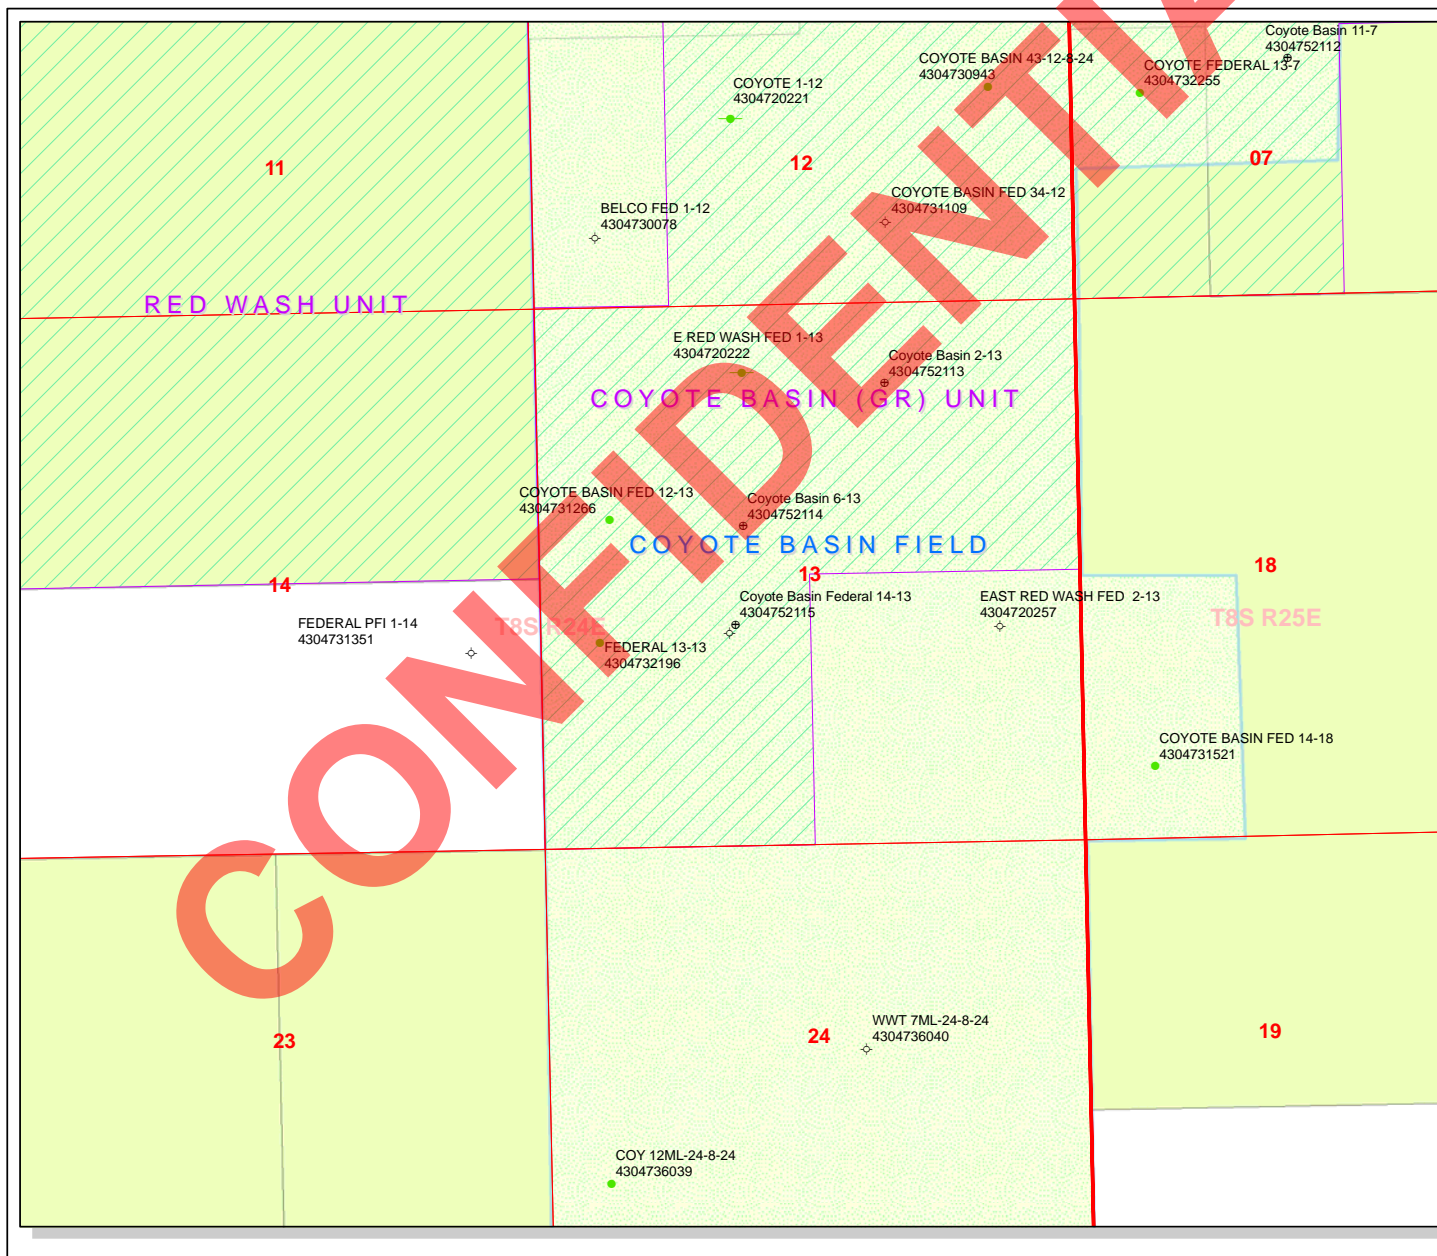 Coyote Basin 11-7
4304752112
COYOTE BASIN 43-12-8-24
4304730943
COYOTE FEDERAL 13-7
4304732255
COYOTE 1-12
4304720221
11
12
07
COYOTE BASIN FED 34-12
4304731109
BELCO FED 1-12
4304730078
RED WASH UNIT
E RED WASH FED 1-13
4304720222
Coyote Basin 2-13
4304752113
COYOTE BASIN (GR) UNIT
COYOTE BASIN FED 12-13
4304731266
Coyote Basin 6-13
4304752114
COYOTE BASIN FIELD
14
13
18
Coyote Basin Federal 14-13
4304752115
EAST RED WASH FED  2-13
4304720257
FEDERAL PFI 1-14
4304731351
T8S R24E
T8S R25E
FEDERAL 13-13
4304732196
COYOTE BASIN FED 14-18
4304731521
23
24
19
WWT 7ML-24-8-24
4304736040
COY 12ML-24-8-24
4304736039
CONFIDENTIA